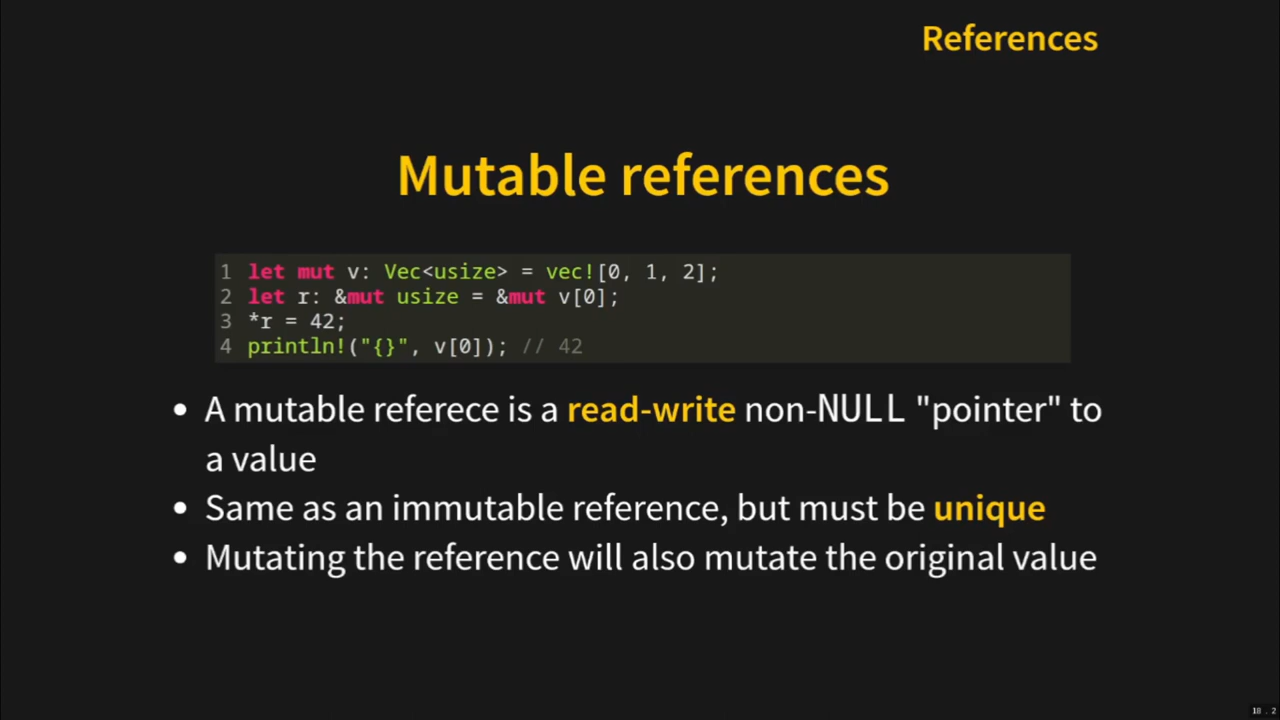 References
Mutable references
1 let mut v: Vec<usize> = vec![0, 1, 2];
2 let r: &mut usize = &mut v[0];
3 *r = 42;
4 println!("{}", v[0]); // 42
• A mutable referece is a read-write non-NULL "pointer" to
a value
• Same as an immutable reference, but must be unique
• Mutating the reference will also mutate the original value
18.2